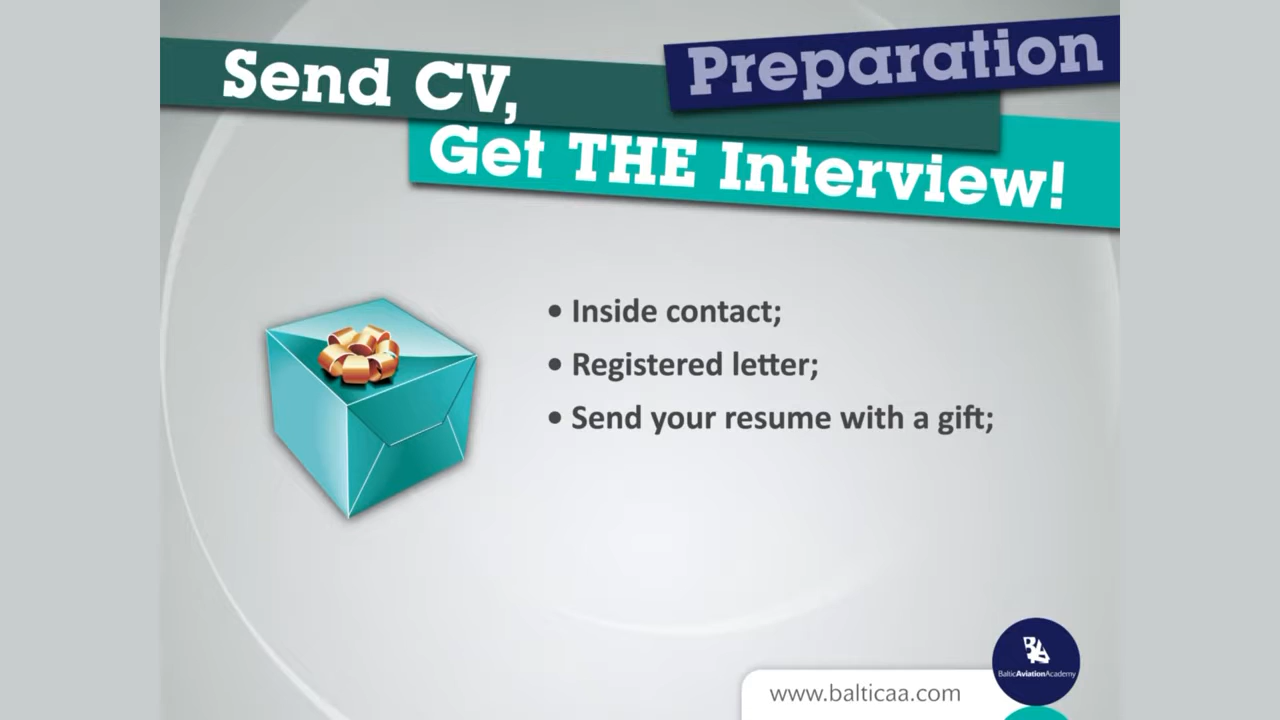 Preparation
Send CV,
Get THE Interview!
• Inside contact;
• Registered letter;
• Send your resume with a gift;
BA
BalticAviationAcademy
www.balticaa.com